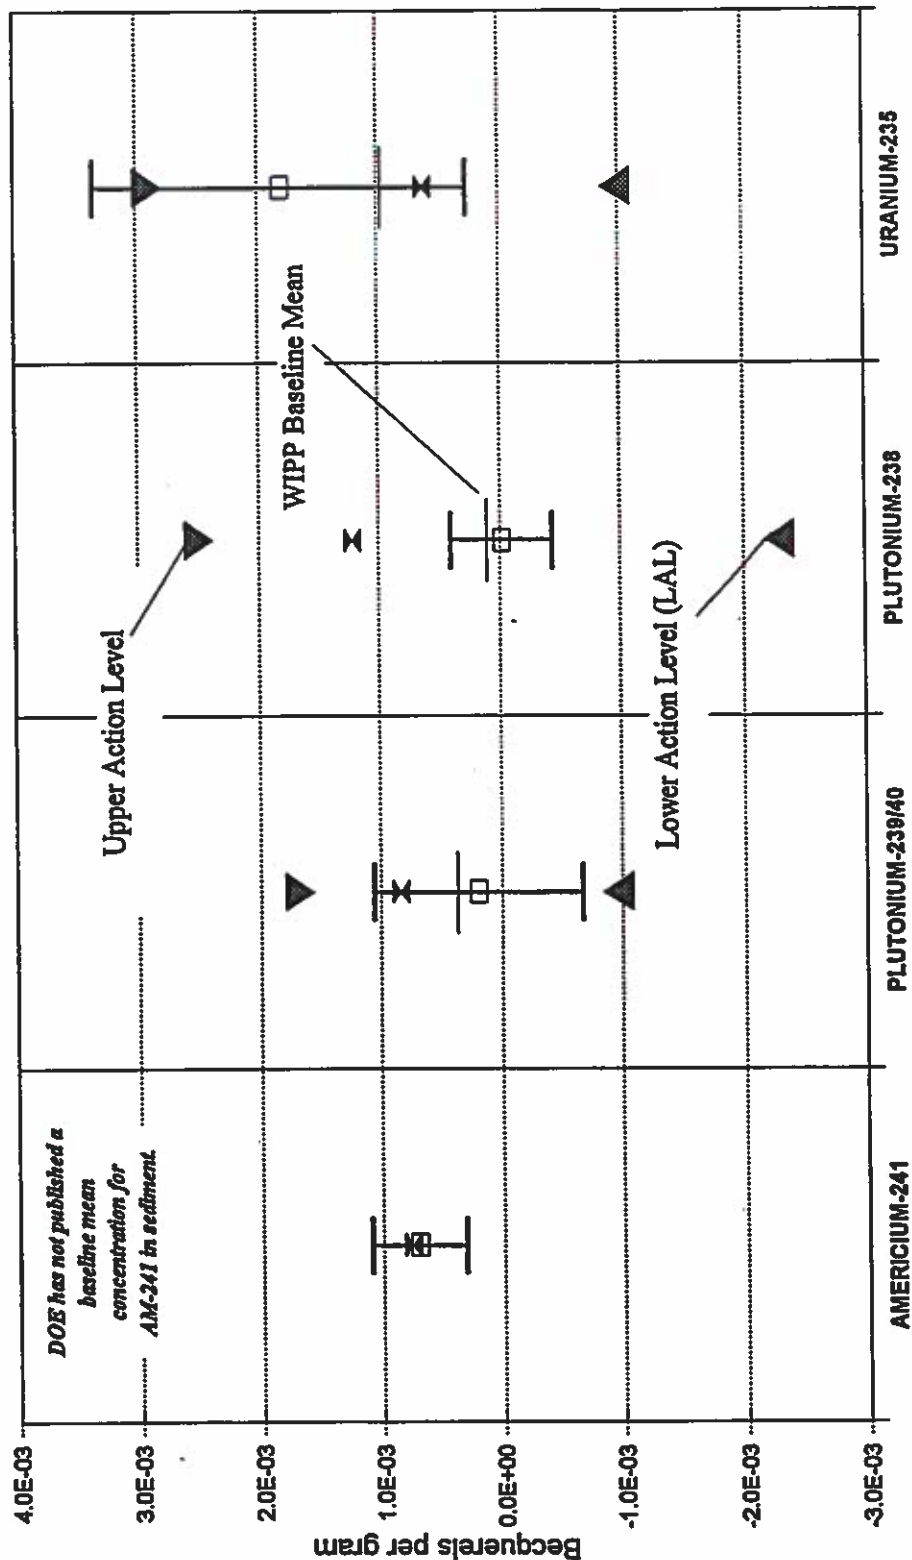 Becquerels per gram
4.0E-03
3.0E-03
2.0E-03
1.0E-03
0.0E+00
-1.0E-03
-2.0E-03
-3.0E-03
DOE has not published a
baseline mean
concentration for
AM-241 in sediment.
Upper Action Level
WIPP Baseline Mean
Lower Action Level (LAL)
AMERICIUM-241
PLUTONIUM-239/40
PLUTONIUM-238
URANIUM-235